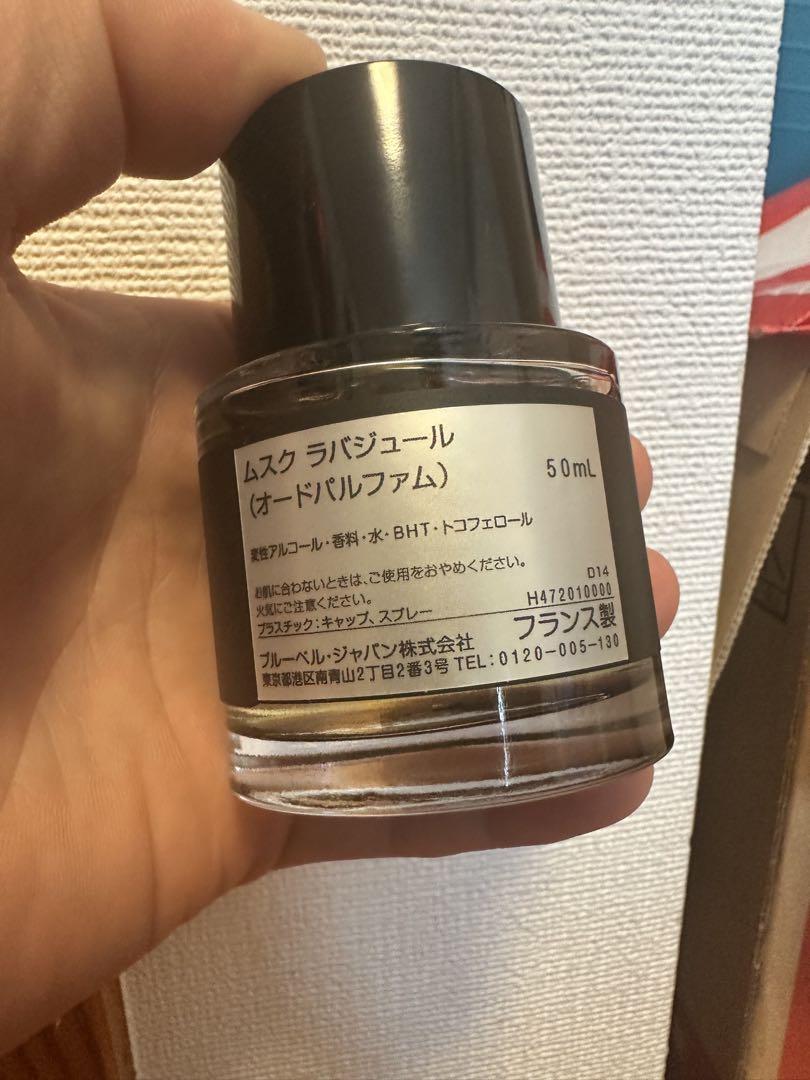 ムスク ラバジュール
(オードパルファム)
50mL
変性アルコール・香料・水・BHT・トコフェロール
お肌に合わないときは、ご使用をおやめください。
火気にご注意ください。
D14
プラスチック：キャップ、スプレー
H472010000
ブルーベル・ジャパン株式会社
フランス製
東京都港区南青山2丁目2番3号 TEL:0120-005-130